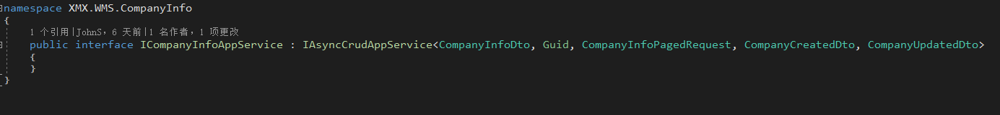 namespace XMX.WMS.CompanyInfo
{
1 个引用|JohnS，6 天前|1 名作者，1 项更改
public interface ICompanyInfoAppService : IAsyncCrudAppService<CompanyInfoDto, Guid, CompanyInfoPagedRequest, CompanyCreatedDto, CompanyUpdatedDto>
{
}
}